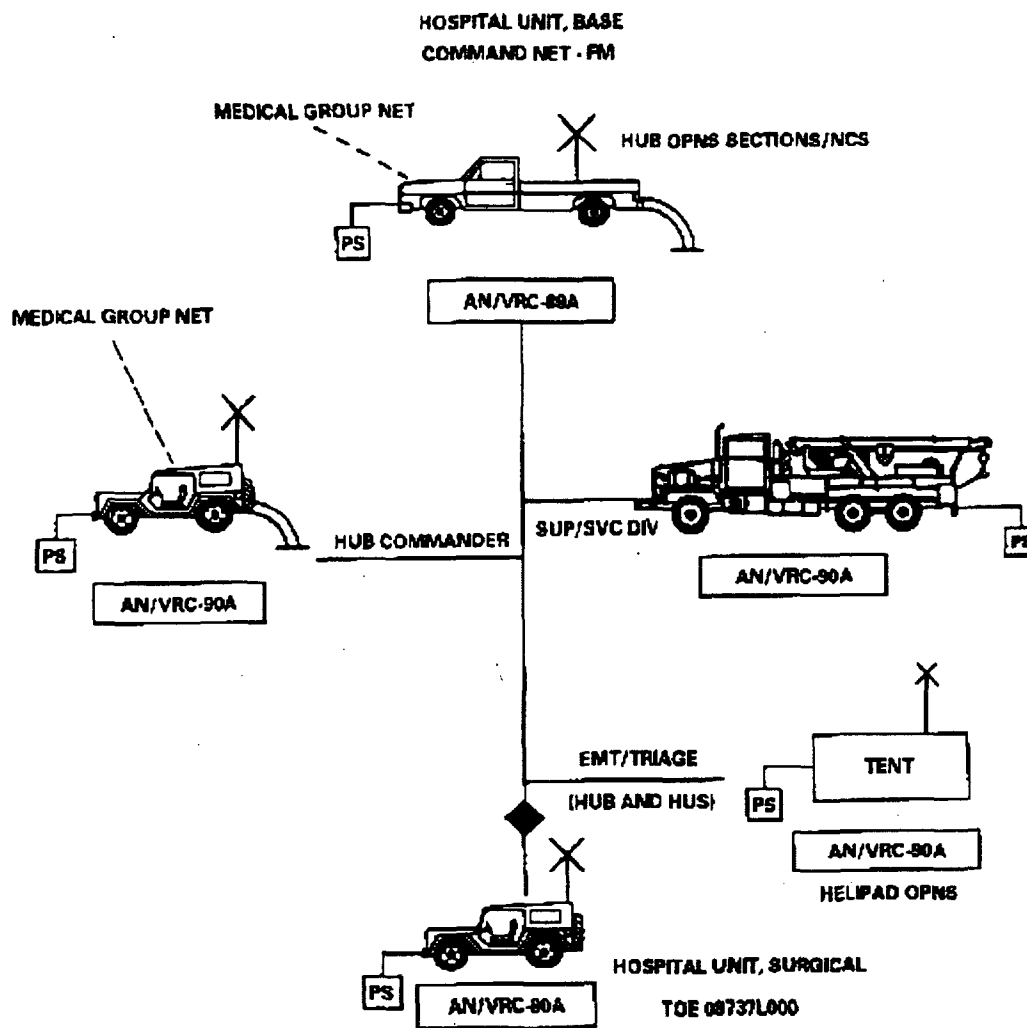 HOSPITAL UNIT, BASE
COMMAND NET - FM
MEDICAL GROUP NET
HUB OPNS SECTIONS/NCS
PS
AN/VRC-89A
MEDICAL GROUP NET
PS
HUB COMMANDER
SUP/SVC DIV
PS
AN/VRC-90A
AN/VRC-90A
EMT/TRIAGE
(HUB AND HUS)
TENT
PS
AN/VRC-90A
HELIPAD OPNS
PS
HOSPITAL UNIT, SURGICAL
AN/VRC-90A
TOE 08737L000